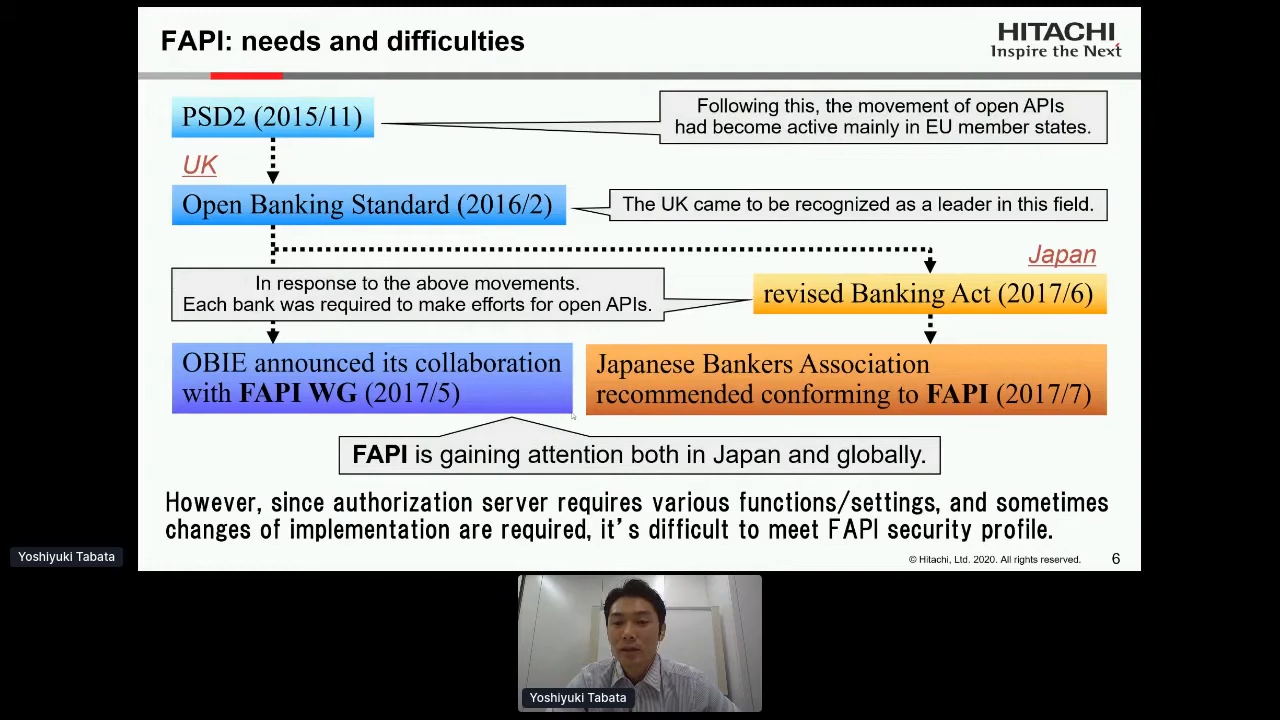 FAPI: needs and difficulties
HITACHI
Inspire the Next
PSD2 (2015/11)
Following this, the movement of open APIs
had become active mainly in EU member states.
UK
Open Banking Standard (2016/2)
The UK came to be recognized as a leader in this field.
Japan
In response to the above movements.
Each bank was required to make efforts for open APIs.
revised Banking Act (2017/6)
OBIE announced its collaboration
with FAPI WG (2017/5)
Japanese Bankers Association
recommended conforming to FAPI (2017/7)
FAPI is gaining attention both in Japan and globally.
However, since authorization server requires various functions/settings, and sometimes
changes of implementation are required, it's difficult to meet FAPI security profile.
© Hitachi, Ltd. 2020. All rights reserved.
6
Yoshiyuki Tabata
Yoshiyuki Tabata